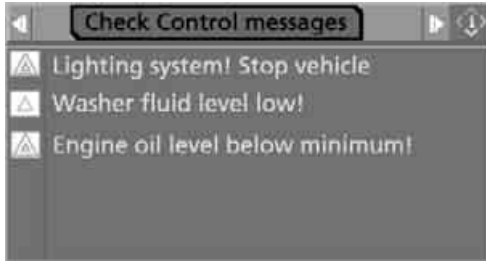 Check Control messages
Lighting system! Stop vehicle
Washer fluid level low!
Engine oil level below minimum!